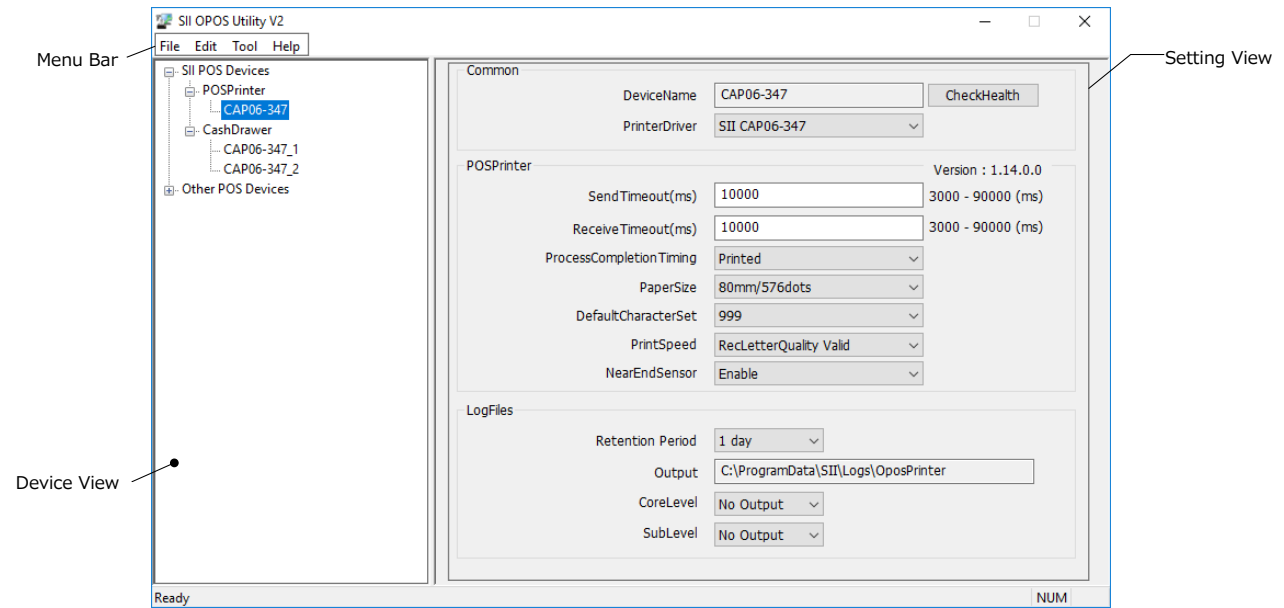 SII OPOS Utility V2
File Edit Tool Help
Menu Bar
Setting View
SII POS Devices
POSPrinter
CAP06-347
CashDrawer
CAP06-347_1
CAP06-347_2
Other POS Devices
Device View
Common
DeviceName CAP06-347 CheckHealth
PrinterDriver SII CAP06-347
POSPrinter Version : 1.14.0.0
SendTimeout(ms) 10000 3000 - 90000 (ms)
ReceiveTimeout(ms) 10000 3000 - 90000 (ms)
ProcessCompletionTiming Printed
PaperSize 80mm/576dots
DefaultCharacterSet 999
PrintSpeed RecLetterQuality Valid
NearEndSensor Enable
LogFiles
Retention Period 1 day
Output C:\ProgramData\SII\Logs\OposPrinter
CoreLevel No Output
SubLevel No Output
Ready NUM